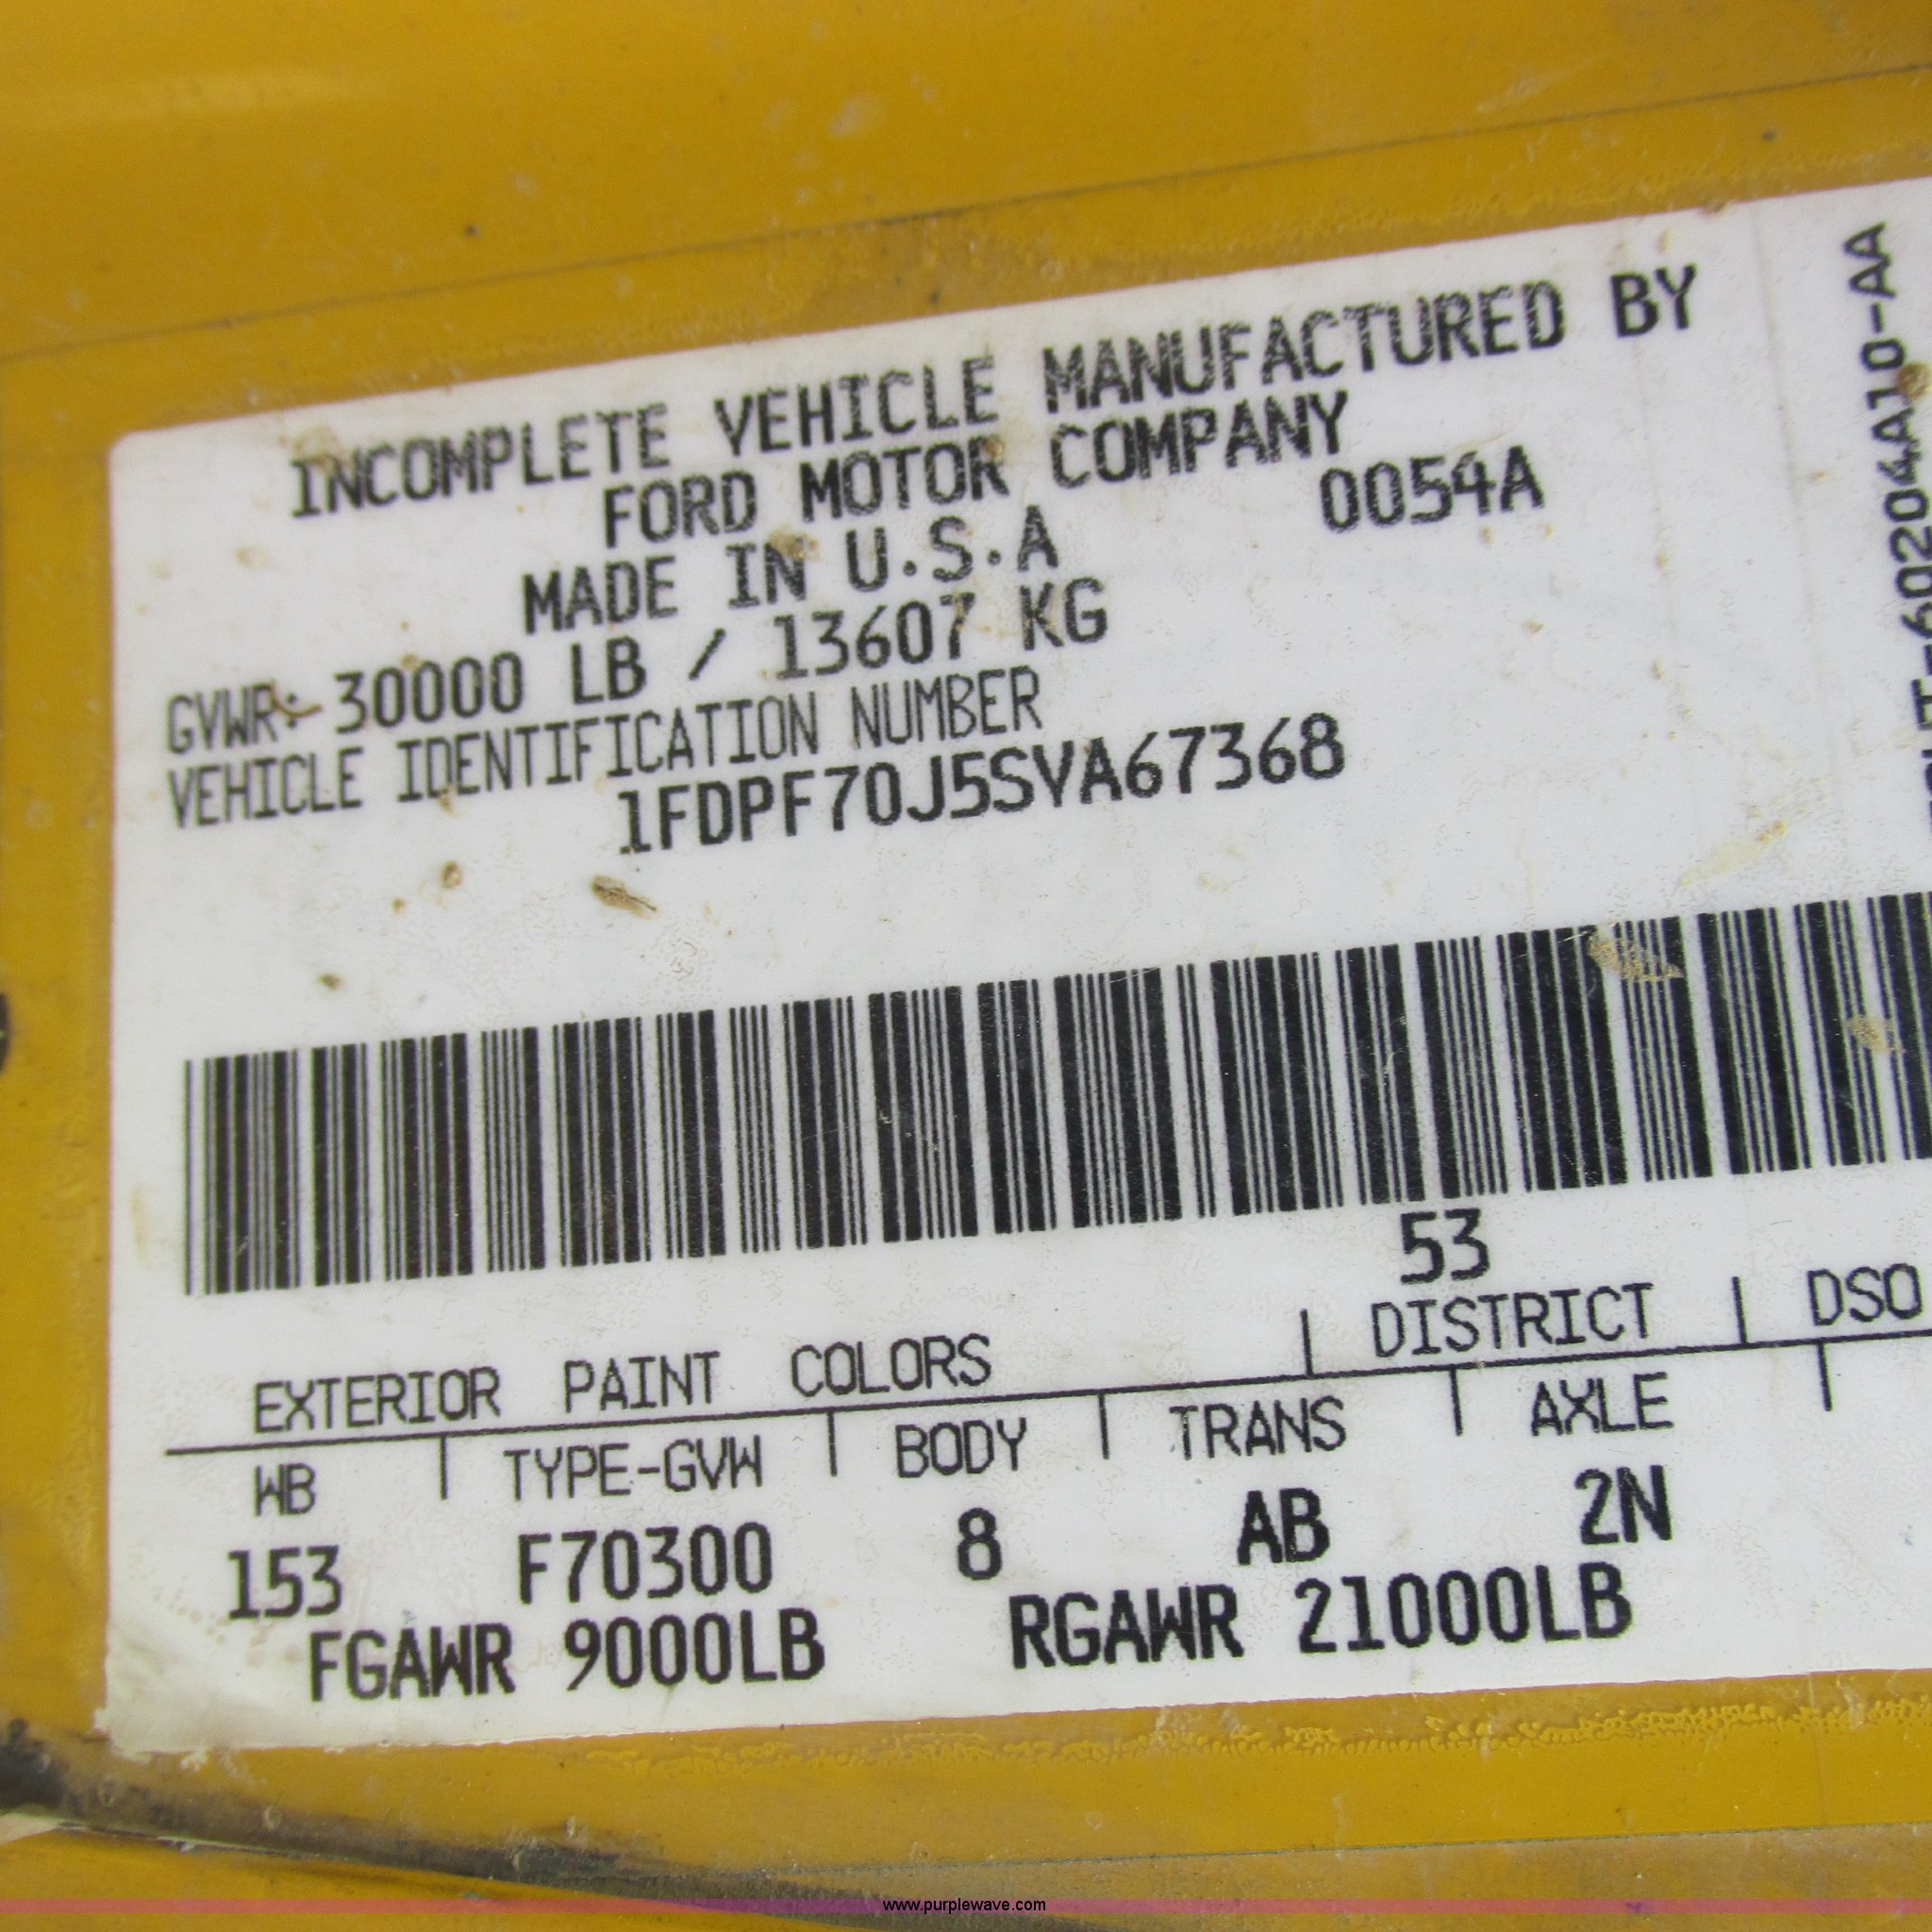 INCOMPLETE VEHICLE MANUFACTURED BY
FORD MOTOR COMPANY
MADE IN U.S.A 0054A
GVWR: 30000 LB / 13607 KG
VEHICLE IDENTIFICATION NUMBER
1FDPF70J5SVA67368
53
EXTERIOR PAINT COLORS | DISTRICT | DSO
WB | TYPE-GVW | BODY | TRANS | AXLE |
153 F70300 8 AB 2N
FGAWR 9000LB RGAWR 21000LB
www.purplewave.com